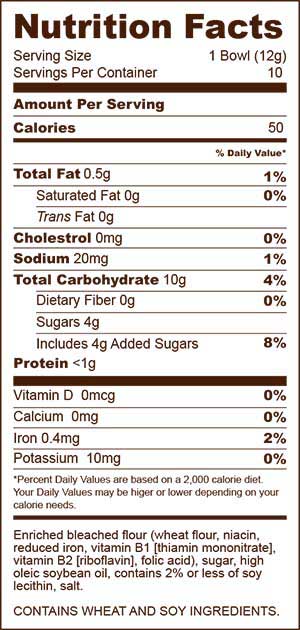 Nutrition Facts
Serving Size 1 Bowl (12g)
Servings Per Container 10
Amount Per Serving
Calories 50
% Daily Value*
Total Fat 0.5g 1%
Saturated Fat 0g 0%
Trans Fat 0g
Cholestrol 0mg 0%
Sodium 20mg 1%
Total Carbohydrate 10g 4%
Dietary Fiber 0g 0%
Sugars 4g
Includes 4g Added Sugars 8%
Protein <1g
Vitamin D 0mcg 0%
Calcium 0mg 0%
Iron 0.4mg 2%
Potassium 10mg 0%
*Percent Daily Values are based on a 2,000 calorie diet.
Your Daily Values may be higer or lower depending on your
calorie needs.
Enriched bleached flour (wheat flour, niacin,
reduced iron, vitamin B1 [thiamin mononitrate],
vitamin B2 [riboflavin], folic acid), sugar, high
oleic soybean oil, contains 2% or less of soy
lecithin, salt.
CONTAINS WHEAT AND SOY INGREDIENTS.